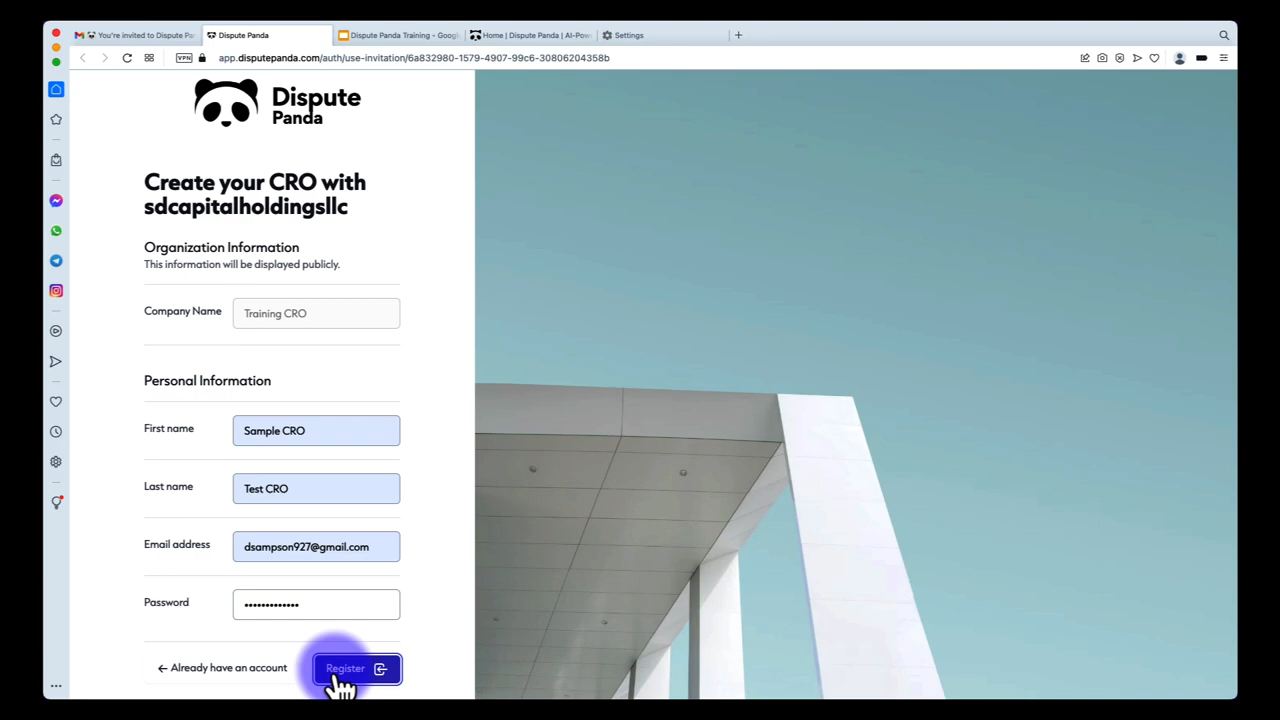 You're invited to Dispute Pa
Dispute Panda
Dispute Panda Training - Google
Home | Dispute Panda | AI-Pow
Settings
VPN
app.disputepanda.com/auth/use-invitation/6a832980-1579-4907-99c6-30806204358b
Dispute
Panda
Create your CRO with
sdcapitalholdingsllc
Organization Information
This information will be displayed publicly.
Company Name
Training CRO
Personal Information
First name
Sample CRO
Last name
Test CRO
Email address
dsampson927@gmail.com
Password
Already have an account
Register